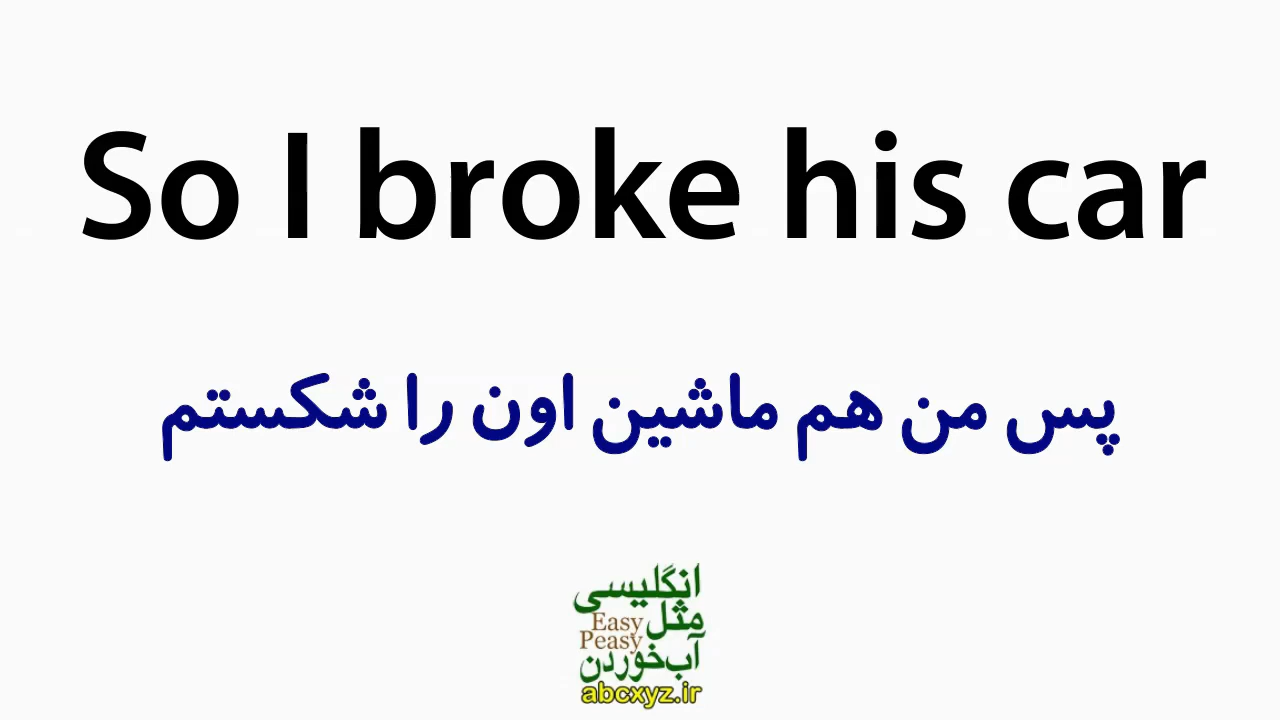 So I broke his car
پس من هم ماشین اون را شکستم
انگلیسی
مثل
Easy
Peasy
آب‌خوردن
abcxyz.ir